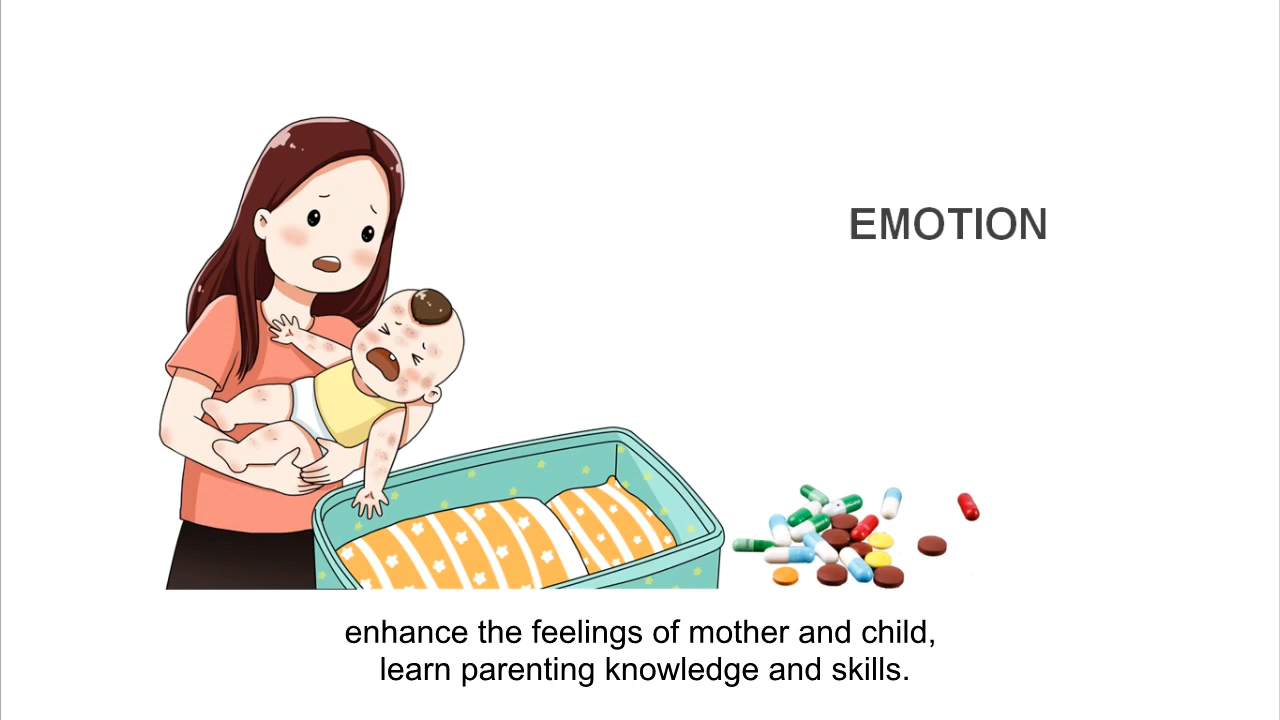 EMOTION
enhance the feelings of mother and child,
learn parenting knowledge and skills.